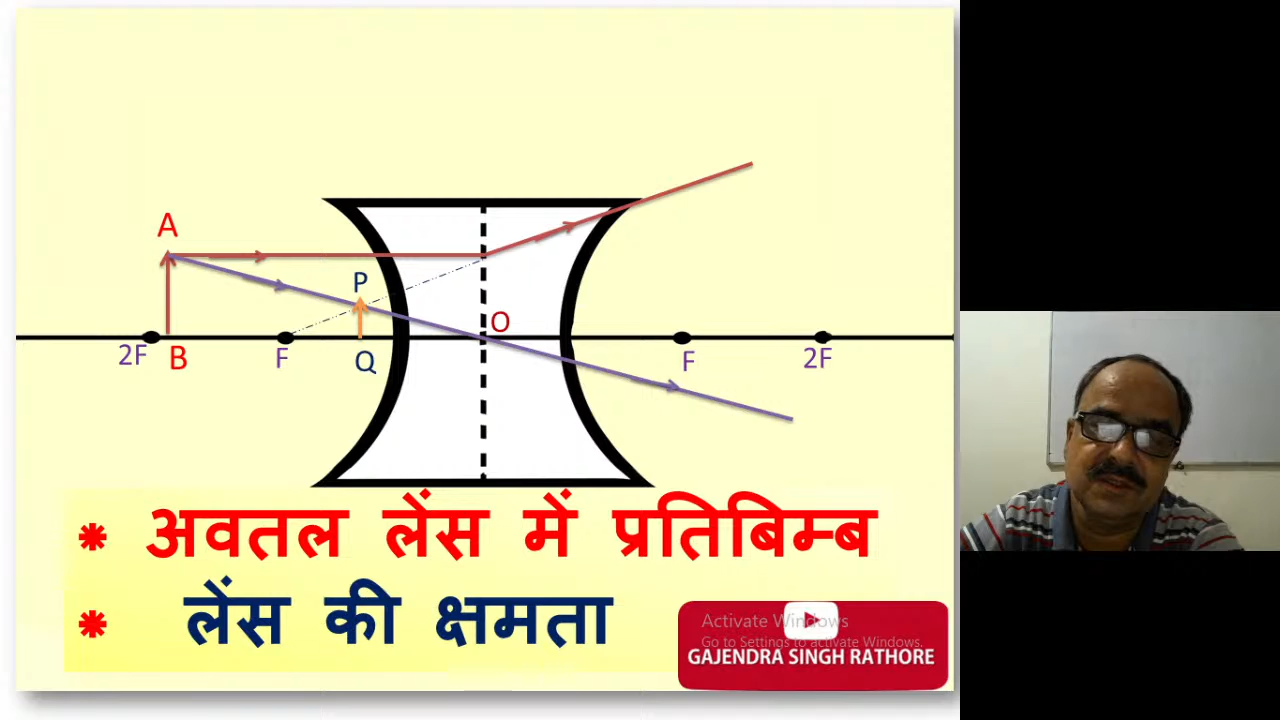 A
P
O
2F
B
F
Q
F
2F
अवतल लेंस में प्रतिबिम्ब
लेंस की क्षमता
Activate Windows
Go to Settings to activate Windows.
GAJENDRA SINGH RATHORE